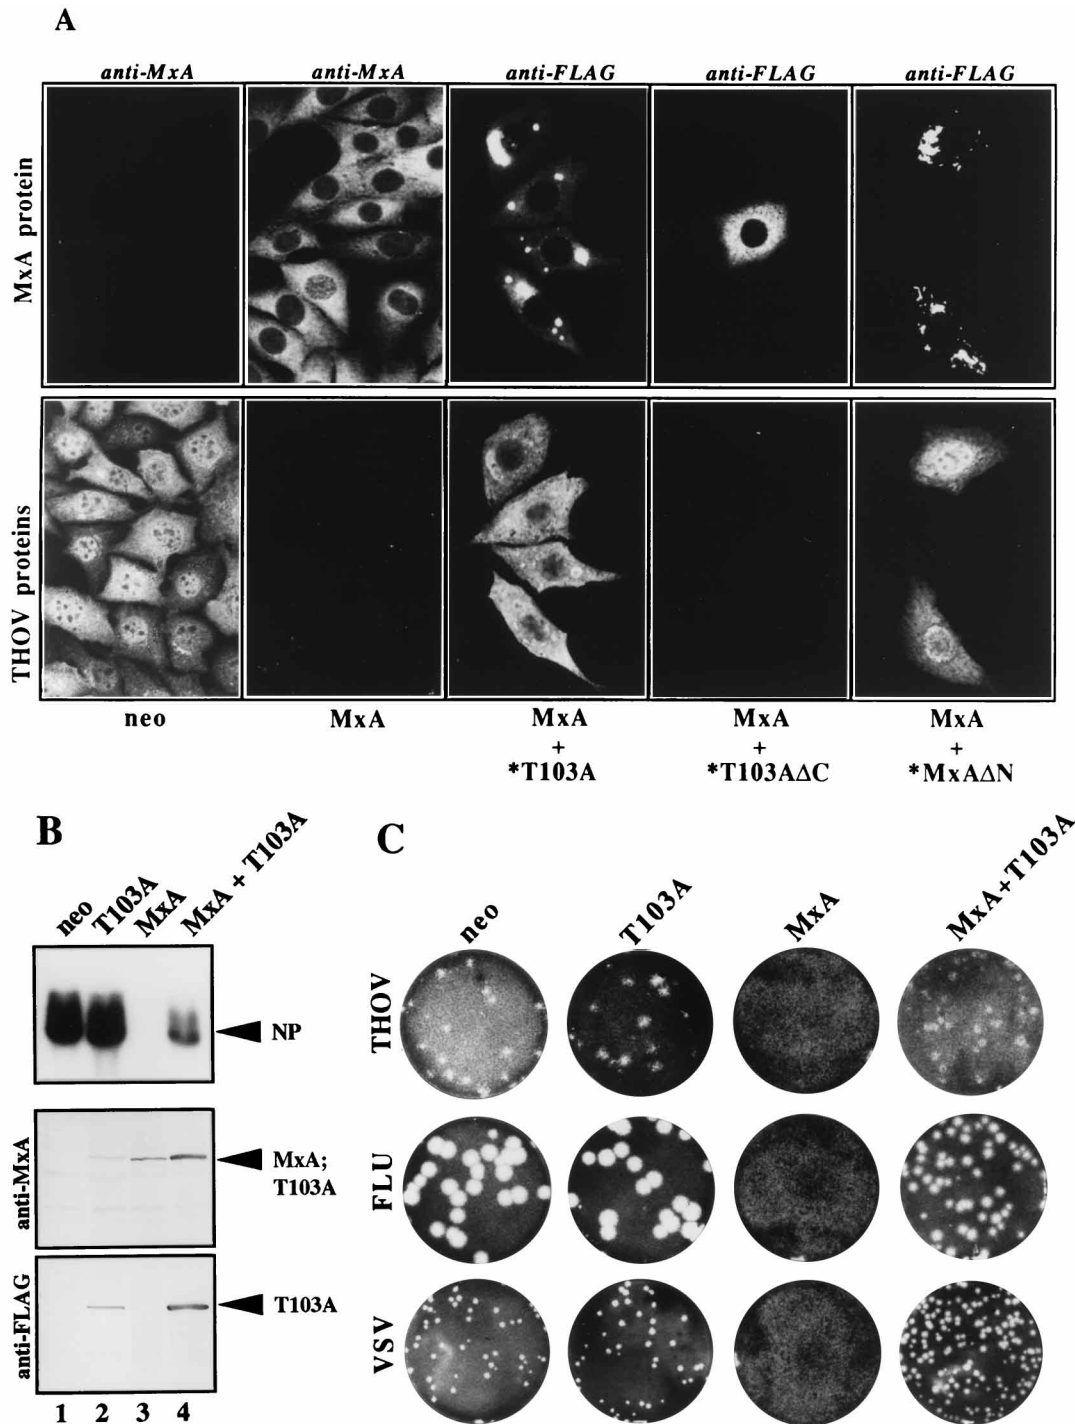 A
anti-MxA anti-MxA anti-FLAG anti-FLAG anti-FLAG
MxA protein
THOV proteins
neo MxA MxA MxA MxA
+ + +
*T103A *T103AΔC *MxAΔN
B
neo T103A MxA MxA + T103A
NP
anti-MxA
MxA;
T103A
anti-FLAG
T103A
1 2 3 4
C
neo T103A MxA MxA+T103A
THOV
FLU
VSV